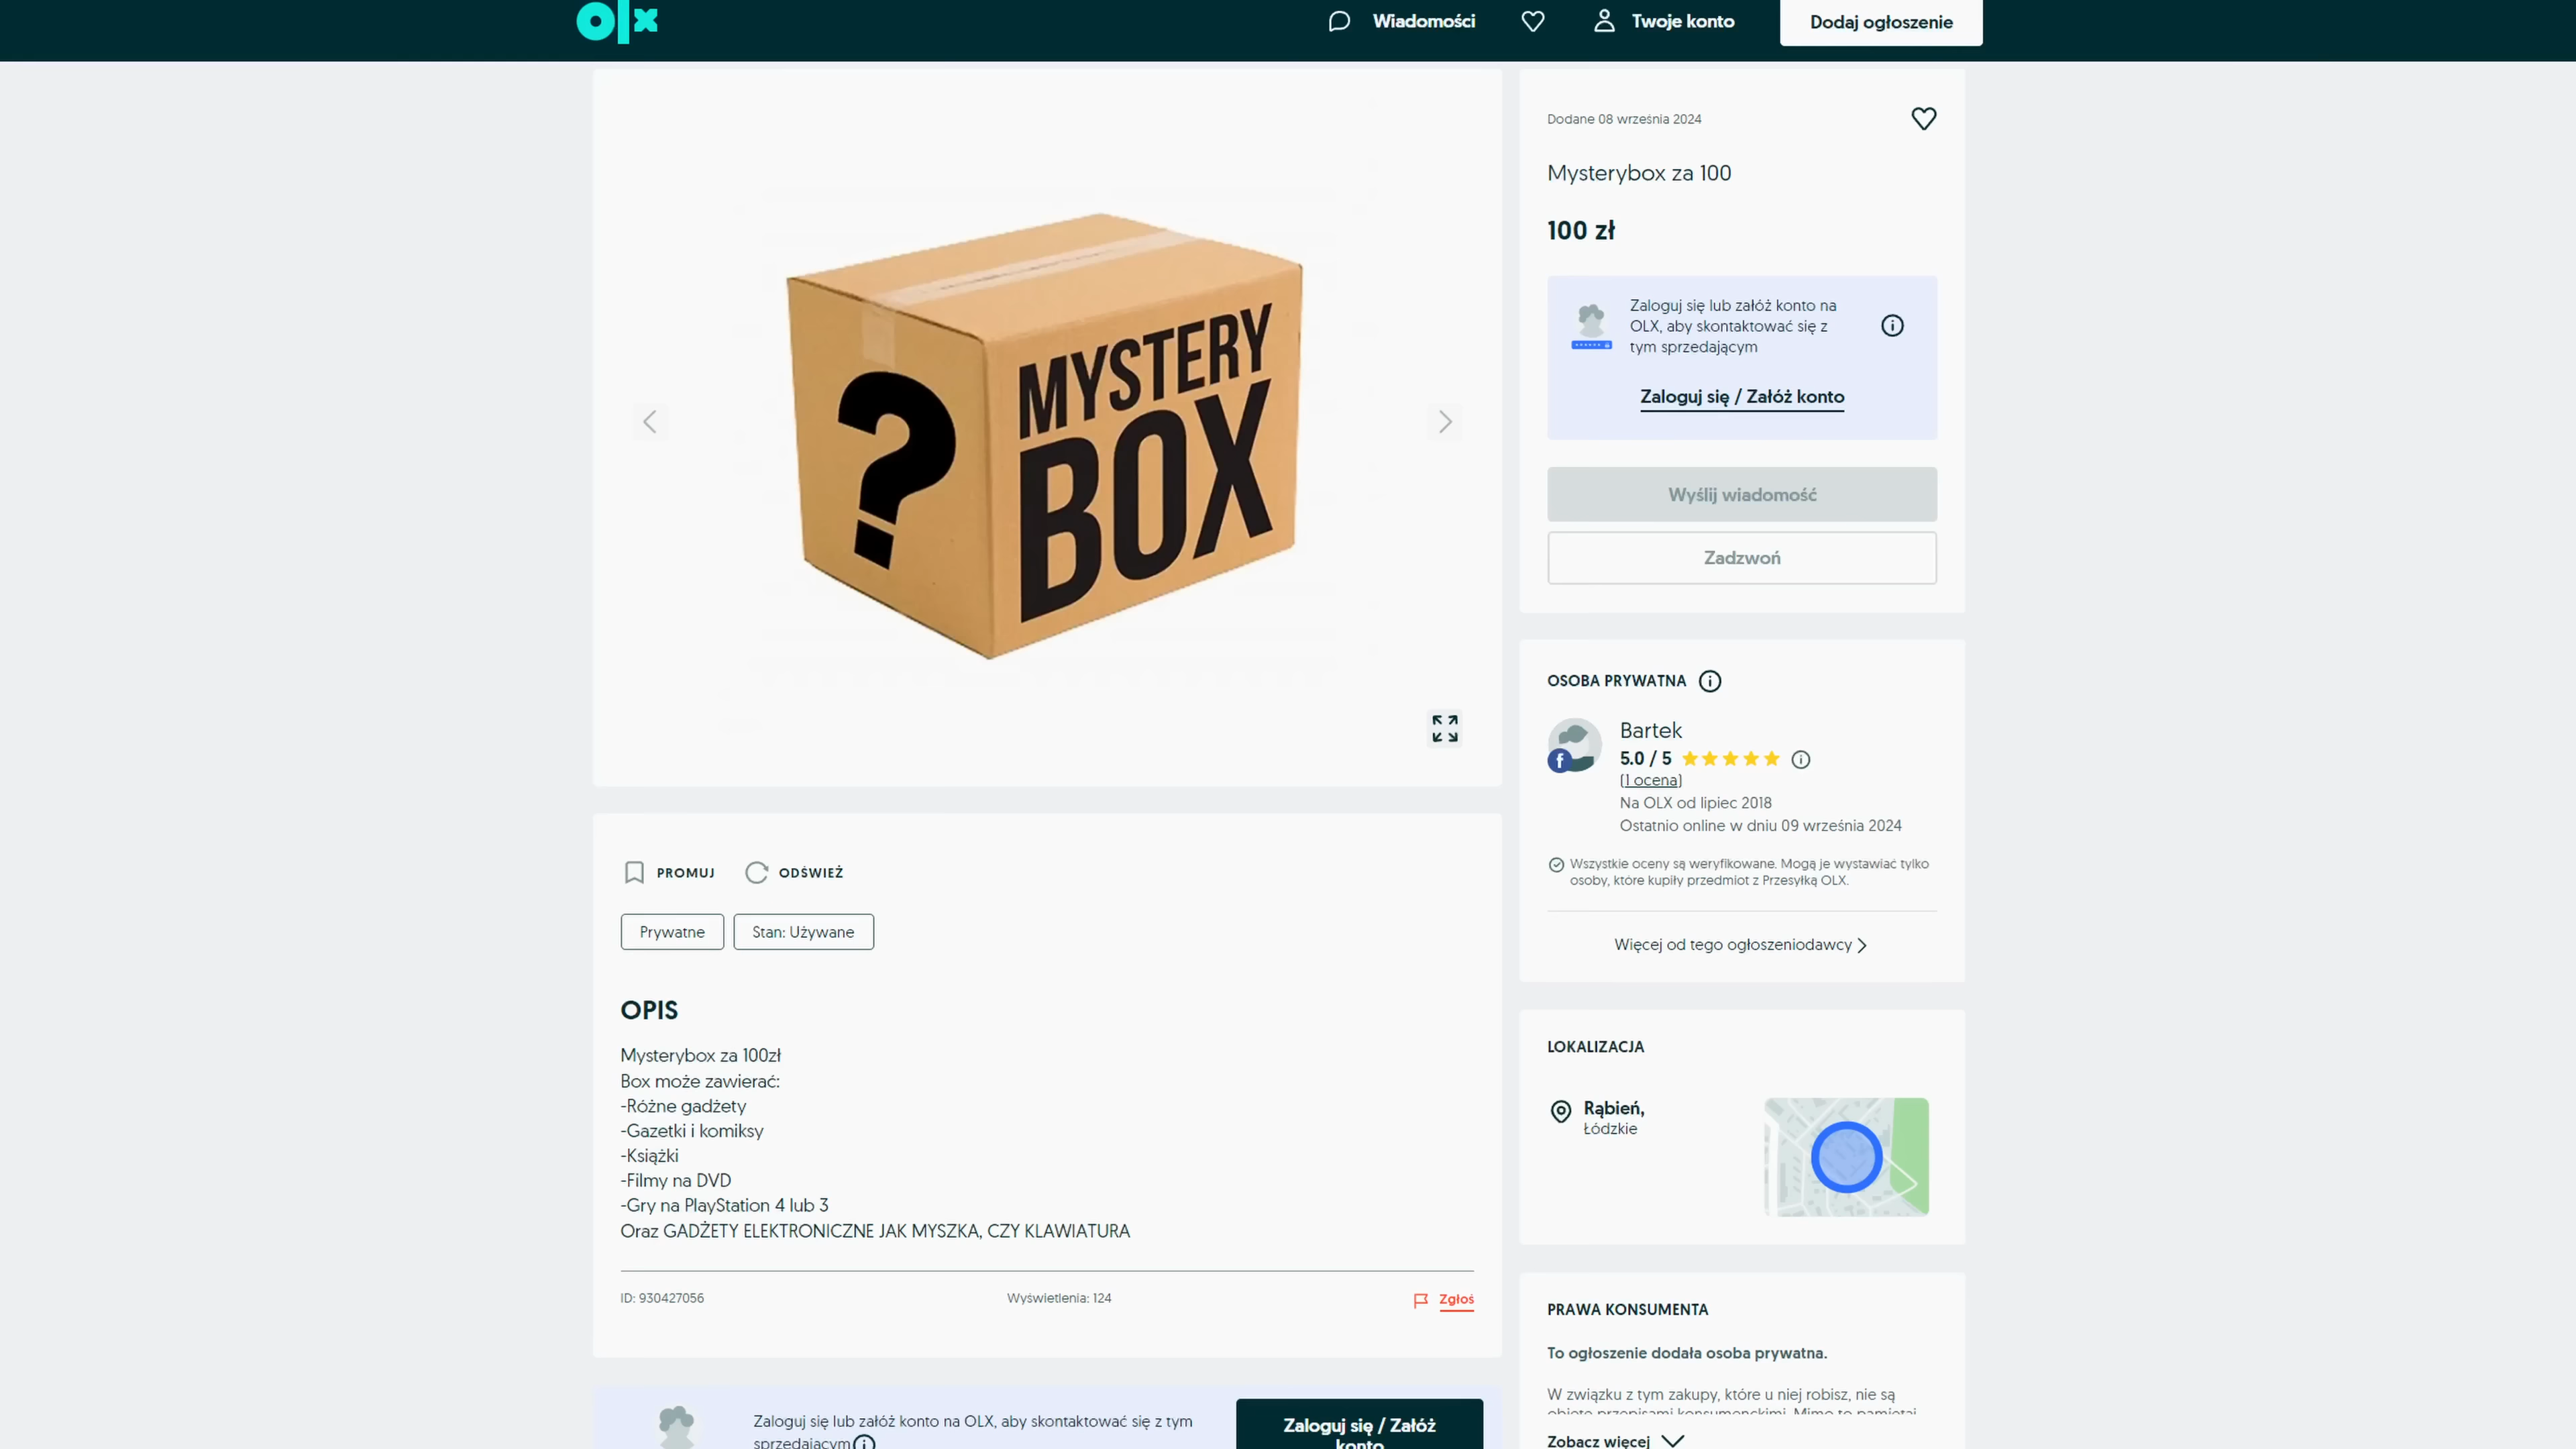 olx
Wiadomości
Twoje konto
Dodaj ogłoszenie
?
MYSTERY
BOX
Dodane 08 września 2024
Mysterybox za 100
100 zł
Zaloguj się lub załóż konto na
OLX, aby skontaktować się z
tym sprzedającym
Zaloguj się / Załóż konto
Wyślij wiadomość
Zadzwoń
OSOBA PRYWATNA
Bartek
5.0 / 5
(1 ocena)
Na OLX od lipiec 2018
Ostatnio online w dniu 09 września 2024
Wszystkie oceny są weryfikowane. Mogą je wystawiać tylko
osoby, które kupiły przedmiot z Przesyłką OLX.
Więcej od tego ogłoszeniodawcy
PROMUJ
ODŚWIEŻ
Prywatne
Stan: Używane
OPIS
Mysterybox za 100zł
Box może zawierać:
-Różne gadżety
-Gazetki i komiksy
-Książki
-Filmy na DVD
-Gry na PlayStation 4 lub 3
Oraz GADŻETY ELEKTRONICZNE JAK MYSZKA, CZY KLAWIATURA
ID: 930427056
Wyświetlenia: 124
Zgłoś
LOKALIZACJA
Rąbień,
Łódzkie
PRAWA KONSUMENTA
To ogłoszenie dodała osoba prywatna.
W związku z tym zakupy, które u niej robisz, nie są
objęte przepisami konsumenckimi. Mimo to pamiętaj
Zobacz więcej
Zaloguj się lub załóż konto na OLX, aby skontaktować się z tym
sprzedającym
Zaloguj się / Załóż
konto